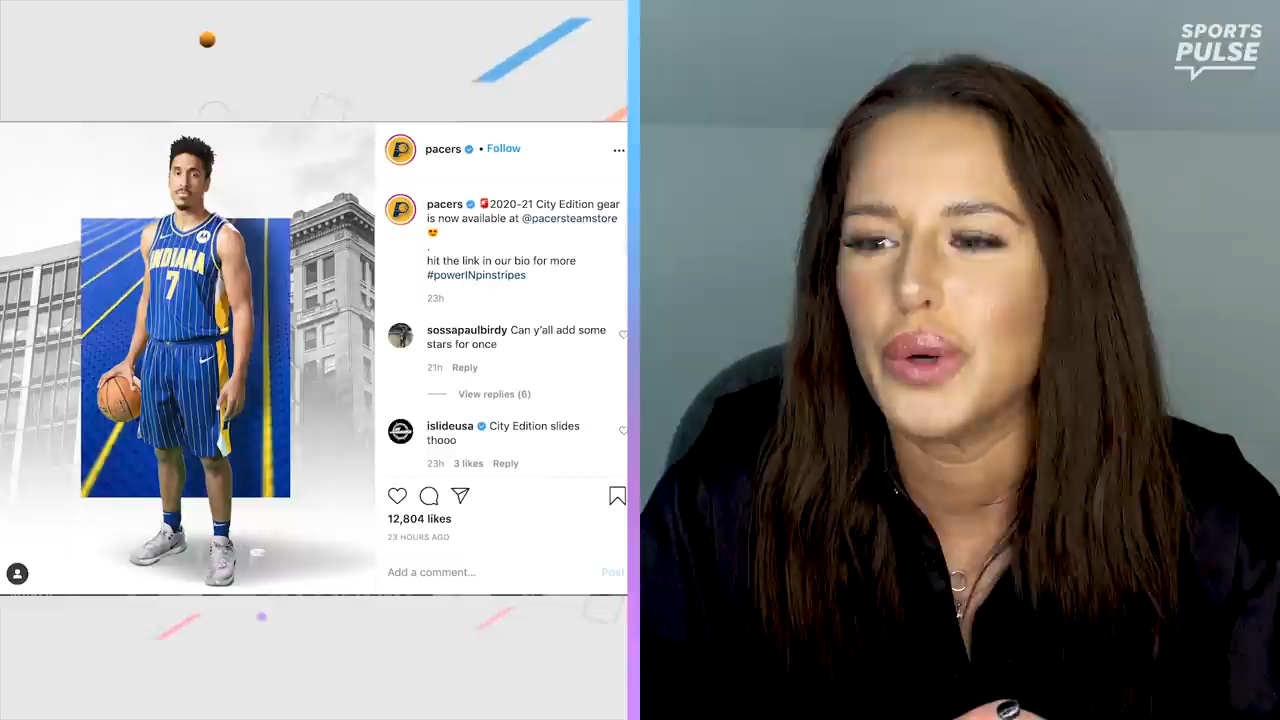 SPORTS
PULSE
pacers • Follow
pacers 🚨2020-21 City Edition gear
is now available at @pacersteamstore
😍
.
hit the link in our bio for more
#powerINpinstripes
23h
sossapaulbirdy Can y'all add some
stars for once
21h Reply
View replies (6)
islideusa City Edition slides
thooo
23h 3 likes Reply
12,804 likes
23 HOURS AGO
Add a comment... Post
INDIANA
7